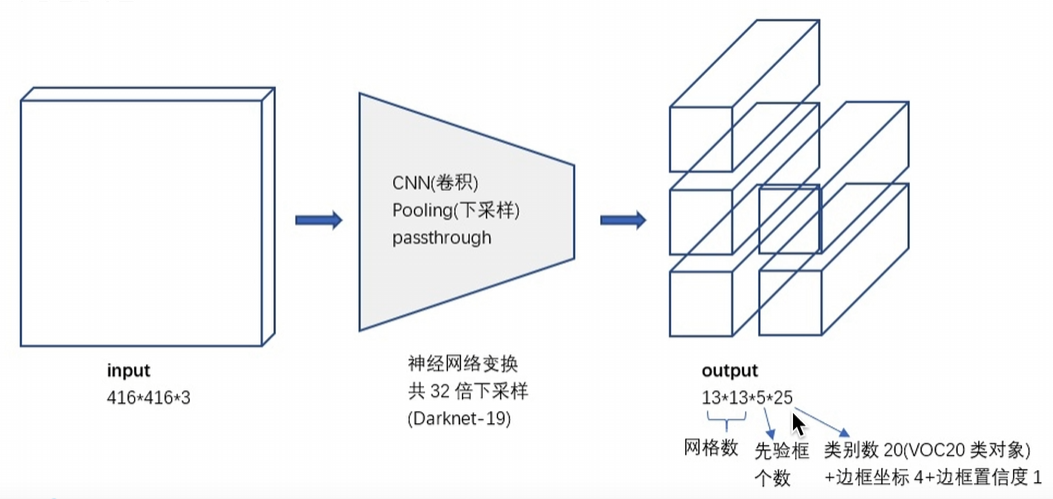 CNN(卷积)
Pooling(下采样)
passthrough
input
416*416*3
神经网络变换
共 32 倍下采样
(Darknet-19)
output
13*13*5*25
网格数
先验框
个数
类别数 20(VOC20 类对象)
+边框坐标 4+边框置信度 1